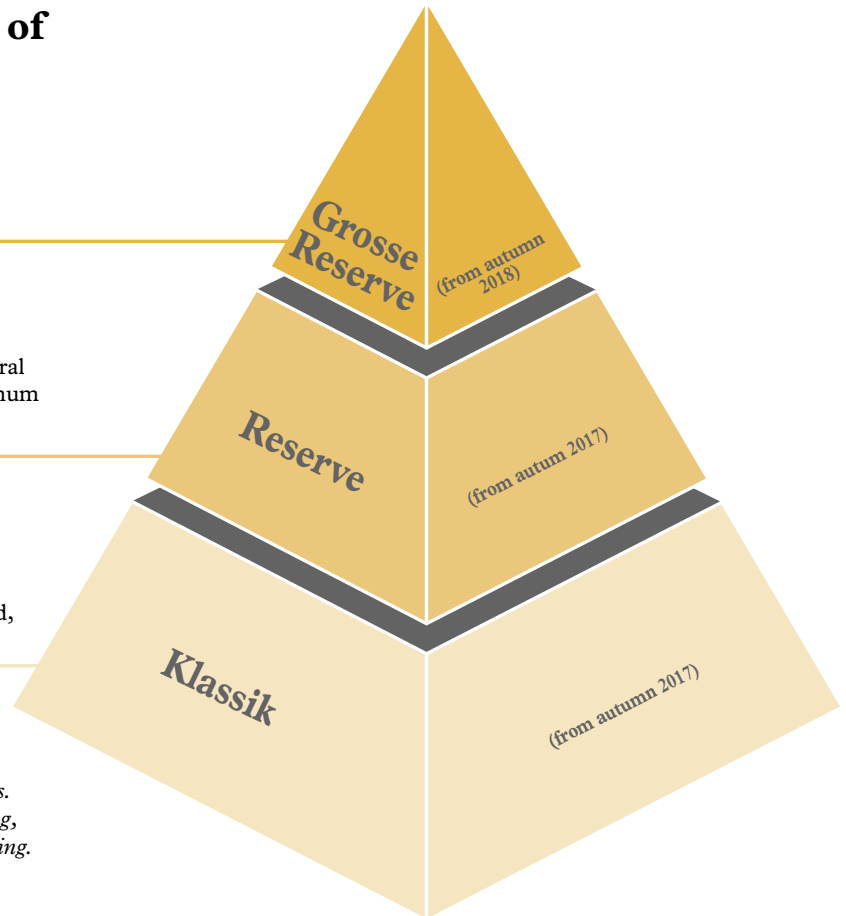 of
Grosse
Reserve
(from autumn
2018)
Reserve
(from autum 2017)
Klassik
(from autumn 2017)